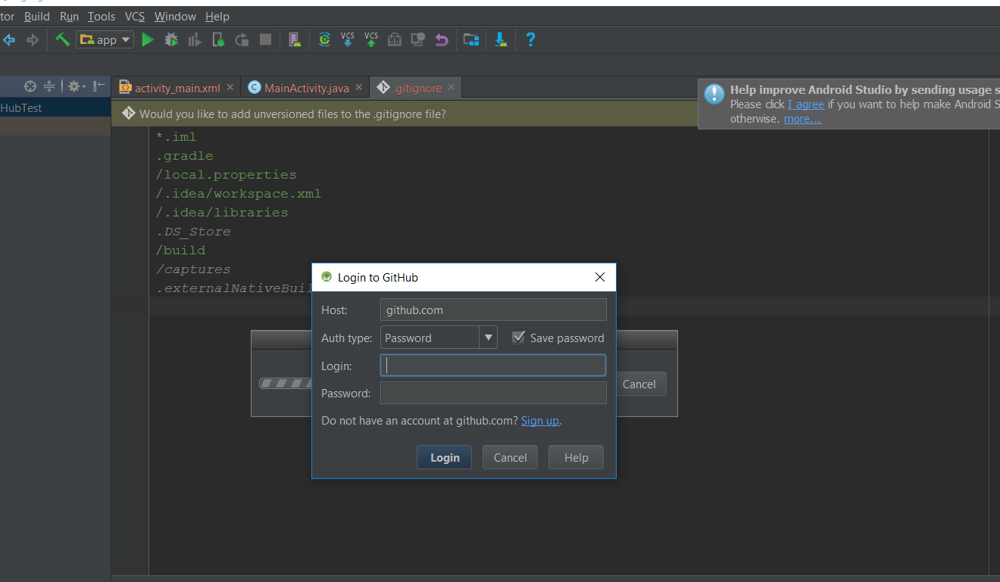 tor Build Run Tools VCS Window Help
app VCS VCS ?
activity_main.xml MainActivity.java .gitignore
HubTest
Would you like to add unversioned files to the .gitignore file?
Help improve Android Studio by sending usage s
Please click I agree if you want to help make Android S
otherwise. more...
*.iml
.gradle
/local.properties
/.idea/workspace.xml
/.idea/libraries
.DS_Store
/build
/captures
.externalNativeBuil
Login to GitHub
Host: github.com
Auth type: Password Save password
Login:
Password:
Do not have an account at github.com? Sign up.
Login Cancel Help
Cancel